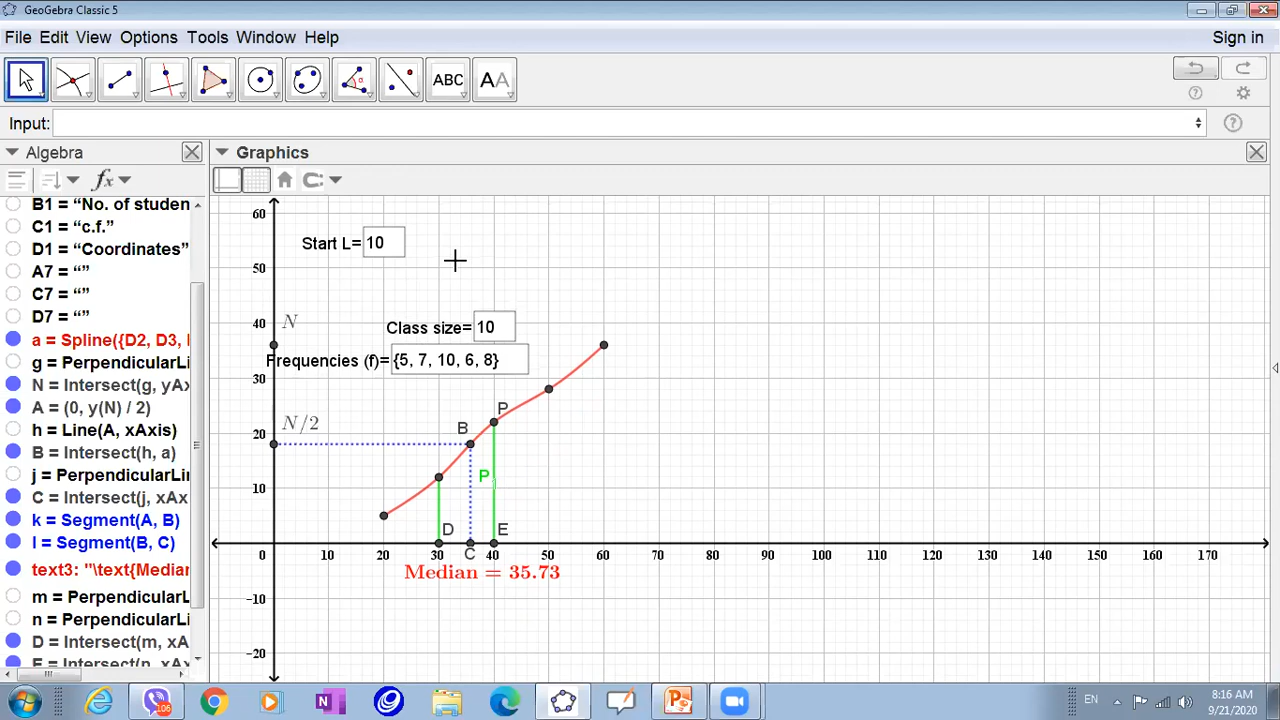 GeoGebra Classic 5
File Edit View Options Tools Window Help Sign in
ABC AA
Input:
Algebra
Graphics
fx
B1 = “No. of studen
C1 = “c.f.”
D1 = “Coordinates”
A7 = “”
C7 = “”
D7 = “”
a = Spline({D2, D3, I
g = PerpendicularLi
N = Intersect(g, yAx
A = (0, y(N) / 2)
h = Line(A, xAxis)
B = Intersect(h, a)
j = PerpendicularLi
C = Intersect(j, xAx
k = Segment(A, B)
l = Segment(B, C)
text3: "\text{Median
m = PerpendicularL
n = PerpendicularLi
D = Intersect(m, xA
E = Intersect(n, xA
60
50
40
30
20
10
0
-10
-20
Start L= 10
N
Class size= 10
Frequencies (f)= {5, 7, 10, 6, 8}
N/2
B
P
P
D
E
C
10 20 30 40 50 60 70 80 90 100 110 120 130 140 150 160 170
Median = 35.73
106
EN
8:16 AM
9/21/2020